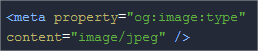 <meta property="og:image:type"
content="image/jpeg" />